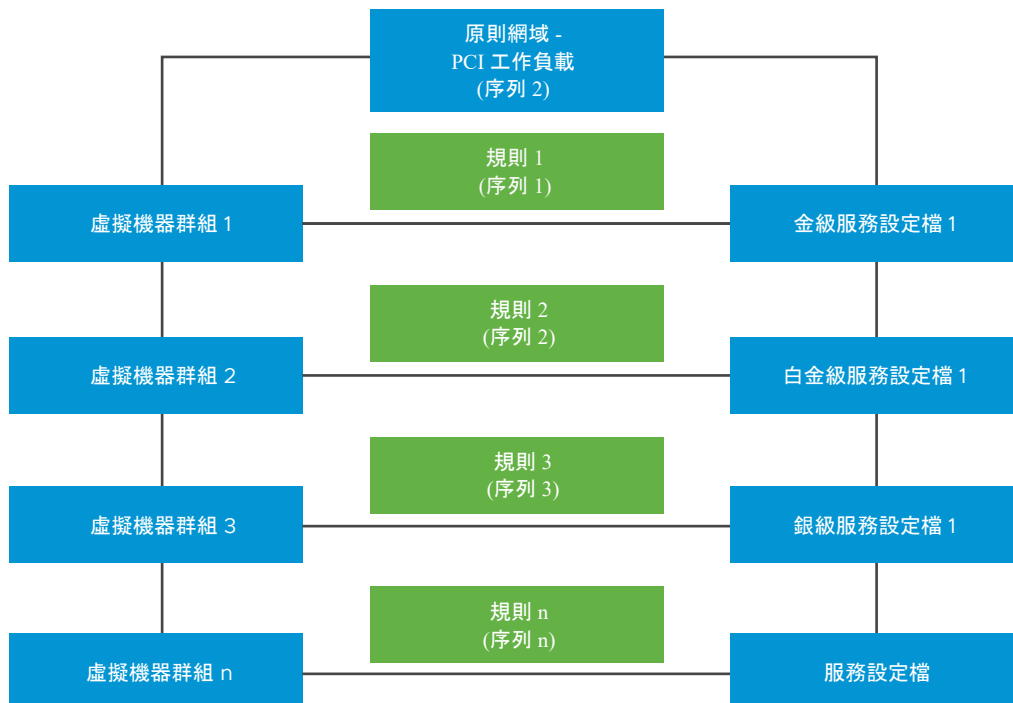 原則網域 -
PCI 工作負載
(序列 2)
規則 1
(序列 1)
虛擬機器群組 1
金級服務設定檔 1
規則 2
(序列 2)
虛擬機器群組 2
白金級服務設定檔 1
規則 3
(序列 3)
虛擬機器群組 3
銀級服務設定檔 1
規則 n
(序列 n)
虛擬機器群組 n
服務設定檔